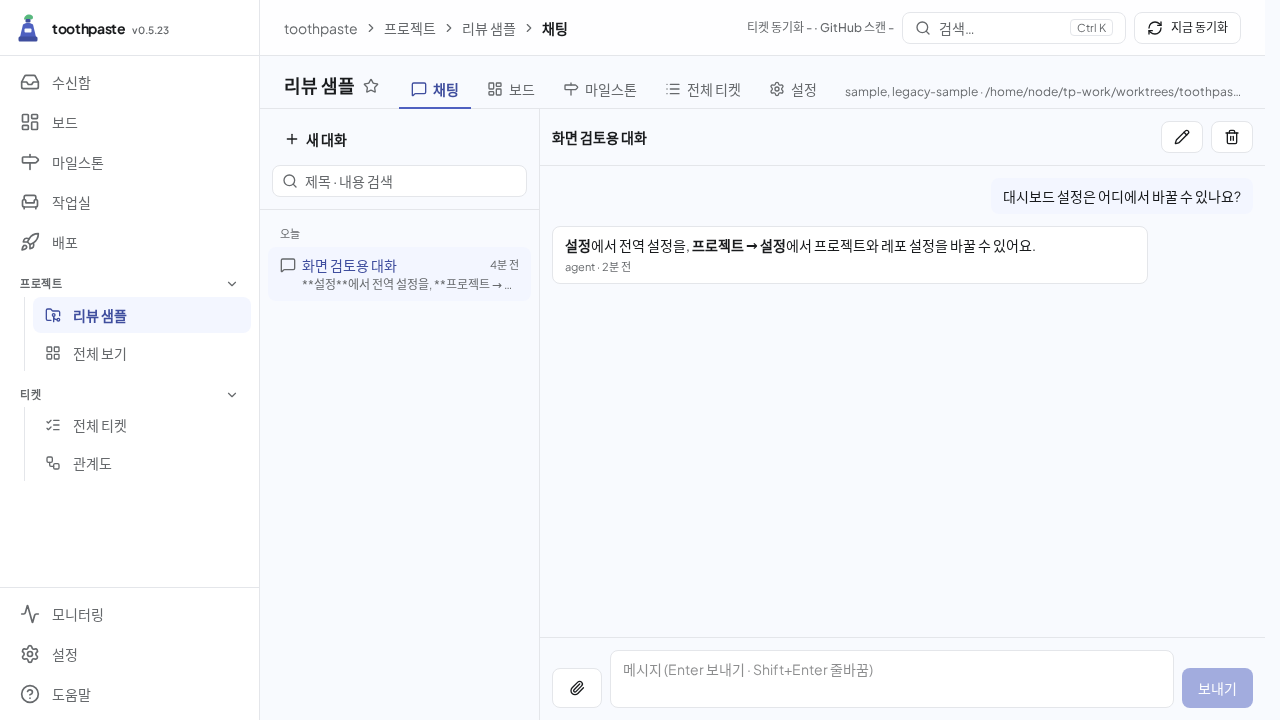 toothpaste v0.5.23
수신함
보드
마일스톤
작업실
배포
프로젝트
리뷰 샘플
전체 보기
티켓
전체 티켓
관계도
모니터링
설정
도움말
toothpaste 프로젝트 리뷰 샘플 채팅
티켓 동기화 - · GitHub 스캔 -
검색... Ctrl K
지금 동기화
리뷰 샘플
채팅 보드 마일스톤 전체 티켓 설정
sample, legacy-sample · /home/node/tp-work/worktrees/toothpas...
새 대화
제목 · 내용 검색
오늘
화면 검토용 대화 4분 전
**설정**에서 전역 설정을, **프로젝트 → ...
화면 검토용 대화
대시보드 설정은 어디에서 바꿀 수 있나요?
설정에서 전역 설정을, 프로젝트 → 설정에서 프로젝트와 레포 설정을 바꿀 수 있어요.
agent · 2분 전
메시지 (Enter 보내기 · Shift+Enter 줄바꿈)
보내기